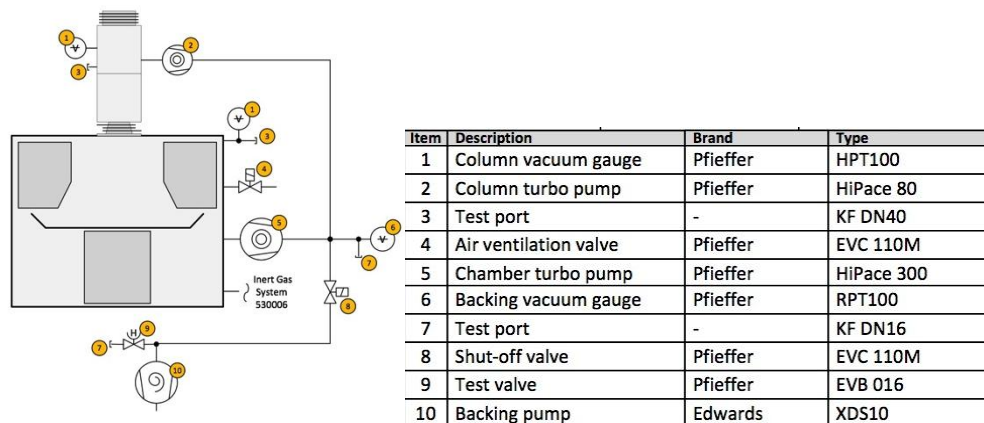 1
2
3
1
3
4
5
6
7
Inert Gas
System
530006
8
H
9
7
10
Item Description Brand Type
1 Column vacuum gauge Pfieffer HPT100
2 Column turbo pump Pfieffer HiPace 80
3 Test port - KF DN40
4 Air ventilation valve Pfieffer EVC 110M
5 Chamber turbo pump Pfieffer HiPace 300
6 Backing vacuum gauge Pfieffer RPT100
7 Test port - KF DN16
8 Shut-off valve Pfieffer EVC 110M
9 Test valve Pfieffer EVB 016
10 Backing pump Edwards XDS10